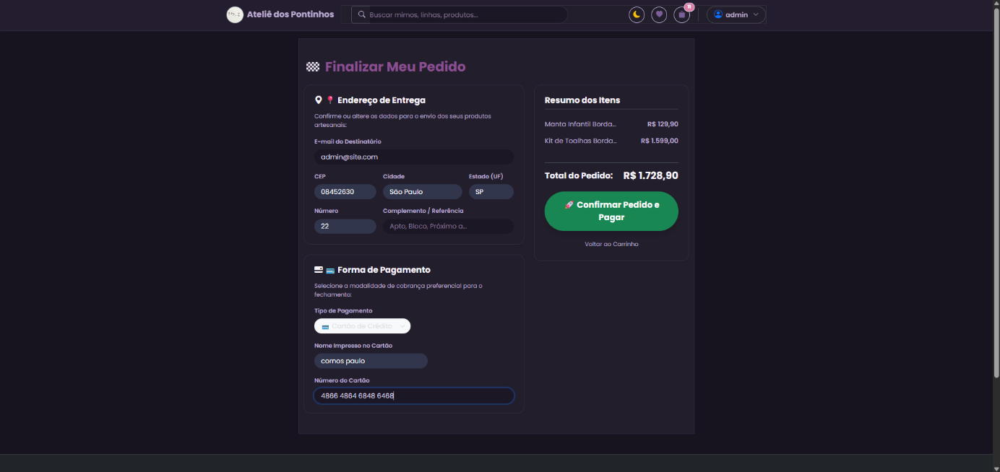 Ateliê dos Pontinhos
Buscar mimos, linhas, produtos...
11
admin
Finalizar Meu Pedido
Endereço de Entrega
Confirme ou altere os dados para o envio dos seus produtos
artesanais:
E-mail do Destinatário
admin@site.com
CEP Cidade Estado (UF)
08452630 São Paulo SP
Número Complemento / Referência
22 Apto, Bloco, Próximo a...
Forma de Pagamento
Selecione a modalidade de cobrança preferencial para o
fechamento:
Tipo de Pagamento
Cartão de Crédito
Nome Impresso no Cartão
cornos paulo
Número do Cartão
4866 4864 6848 6468
Resumo dos Itens
Manta Infantil Borda... R$ 129,90
Kit de Toalhas Borda... R$ 1.599,00
Total do Pedido: R$ 1.728,90
Confirmar Pedido e
Pagar
Voltar ao Carrinho